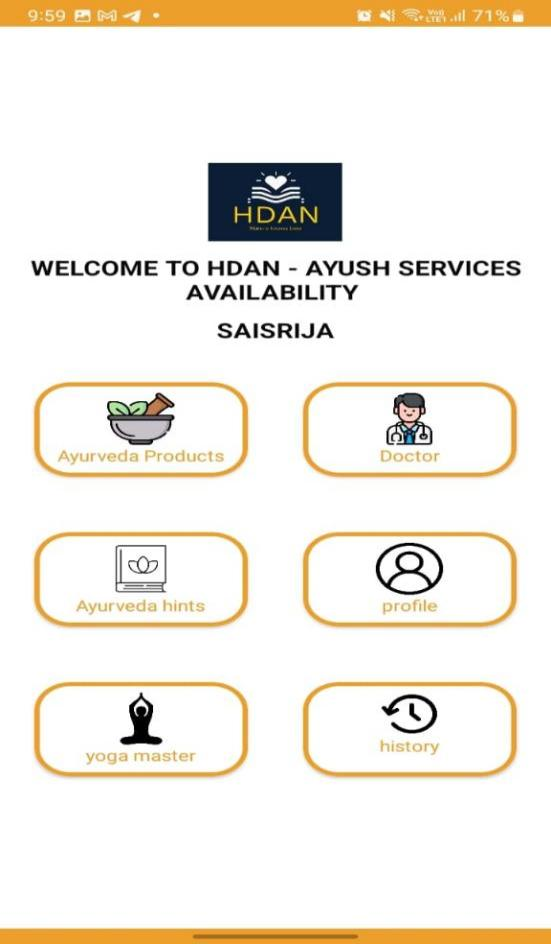 9:59 71%
HDAN
WELCOME TO HDAN - AYUSH SERVICES
AVAILABILITY
SAISRIJA
Ayurveda Products
Doctor
Ayurveda hints
profile
yoga master
history